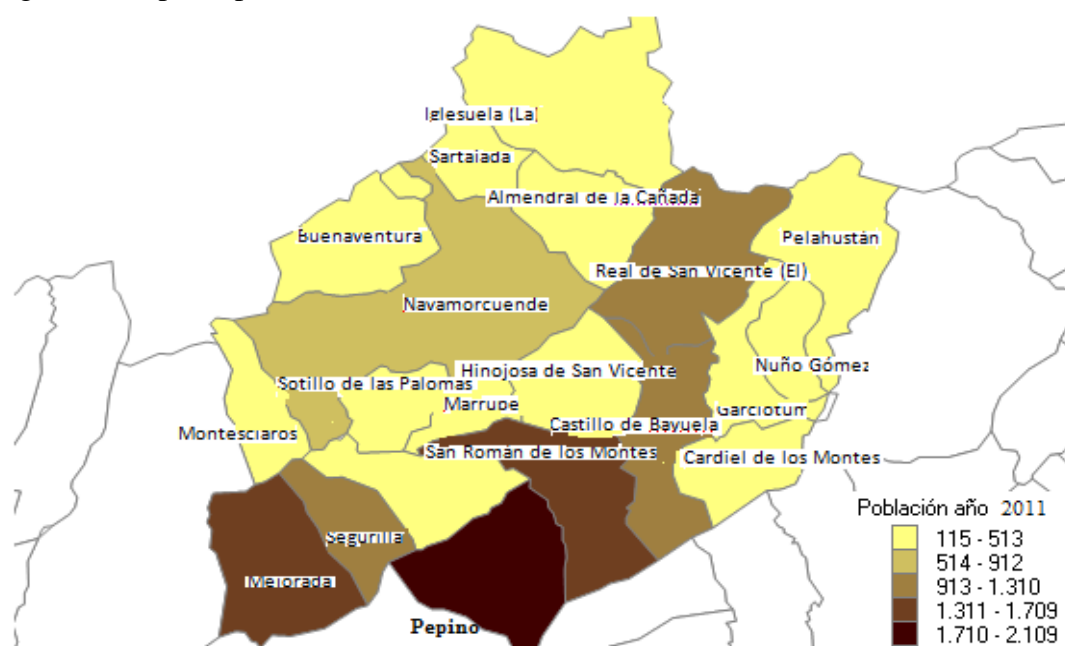 Iglesuela (La)
Sartajada
Almendral de la Cañada
Buenaventura
Pelahustán
Real de San Vicente (El)
Navamorcuende
Hinojosa de San Vicente
Nuño Gómez
Sotillo de las Palomas
Marrupe
Garciotum
Castillo de Bayuela
Montesclaros
San Román de los Montes
Cardiel de los Montes
Segurilla
Mejorada
Pepino
Población año 2011
115 - 513
514 - 912
913 - 1.310
1.311 - 1.709
1.710 - 2.109